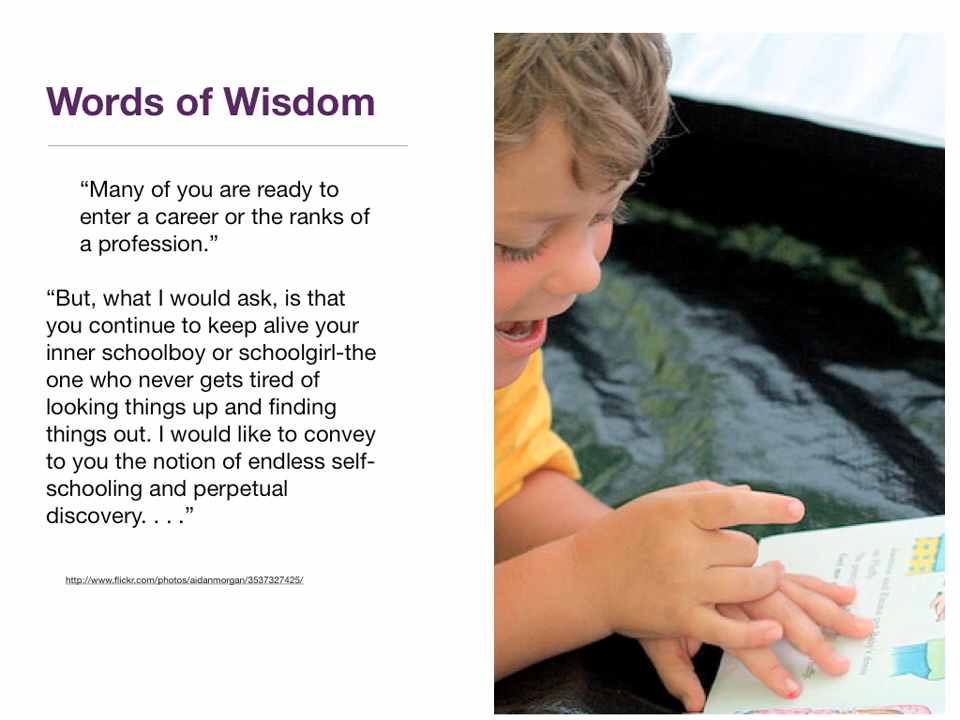 Words of Wisdom
“Many of you are ready to
enter a career or the ranks of
a profession.”
“But, what I would ask, is that
you continue to keep alive your
inner schoolboy or schoolgirl-the
one who never gets tired of
looking things up and finding
things out. I would like to convey
to you the notion of endless self-
schooling and perpetual
discovery. . . .”
http://www.flickr.com/photos/aidanmorgan/3537327425/